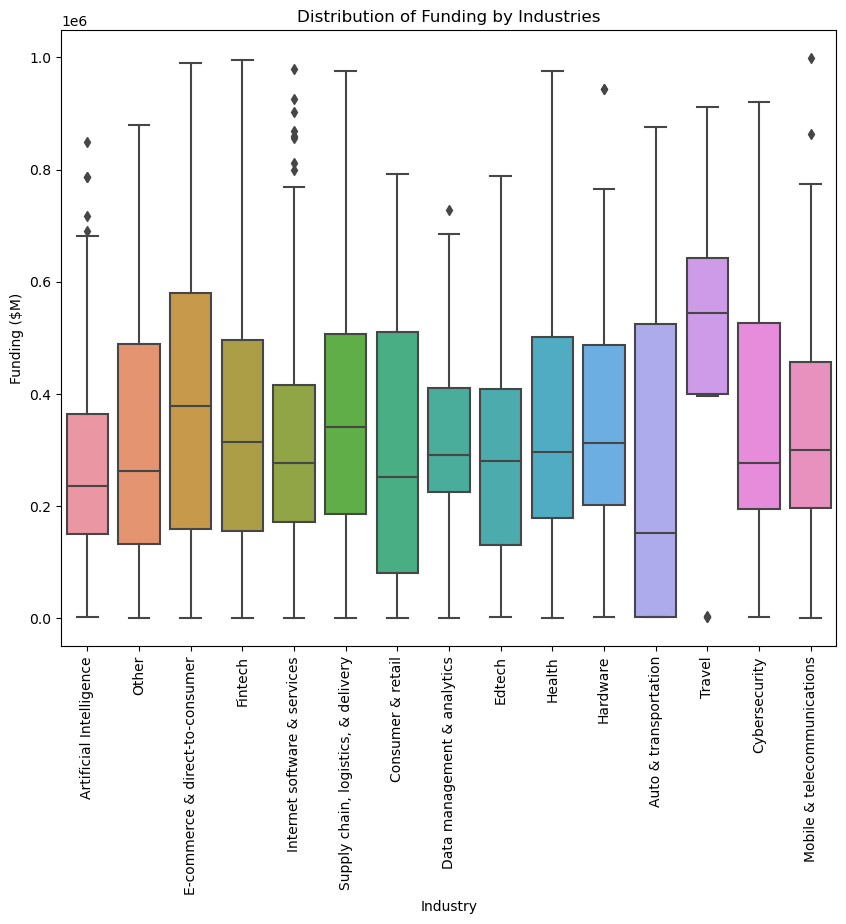 Distribution of Funding by Industries
1e6
1.0
0.8
0.6
0.4
0.2
0.0
Funding ($M)
Artificial Intelligence
Other
E-commerce & direct-to-consumer
Fintech
Internet software & services
Supply chain, logistics, & delivery
Consumer & retail
Data management & analytics
Edtech
Health
Hardware
Auto & transportation
Travel
Cybersecurity
Mobile & telecommunications
Industry